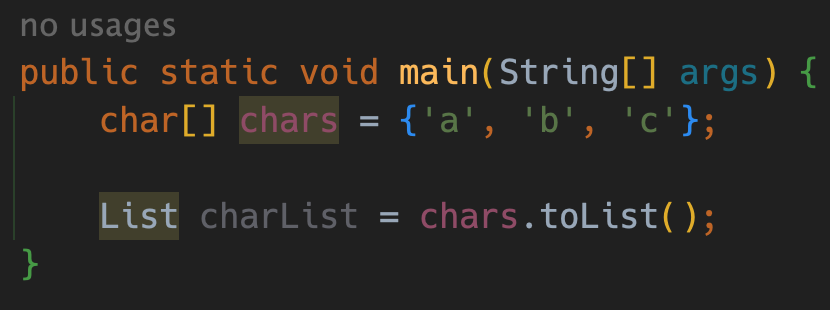 no usages
public static void main(String[] args) {
    char[] chars = {'a', 'b', 'c'};
    List charList = chars.toList();
}